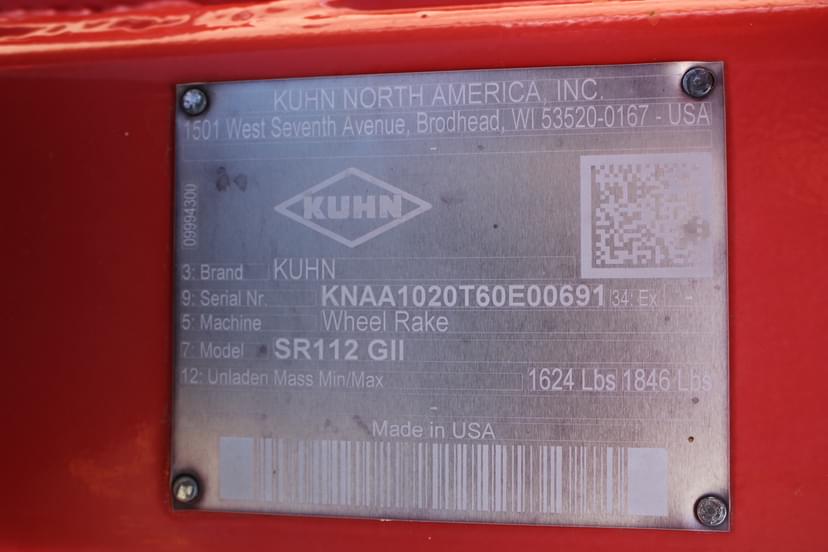 KUHN NORTH AMERICA, INC.
1501 West Seventh Avenue, Brodhead, WI 53520-0167 - USA
-
09994300
KUHN
3: Brand KUHN
9: Serial Nr. KNAA1020T60E00691 34: Ex -
5: Machine Wheel Rake
7: Model SR112 GII
12: Unladen Mass Min/Max 1624 Lbs 1846 Lbs
-
Made in USA